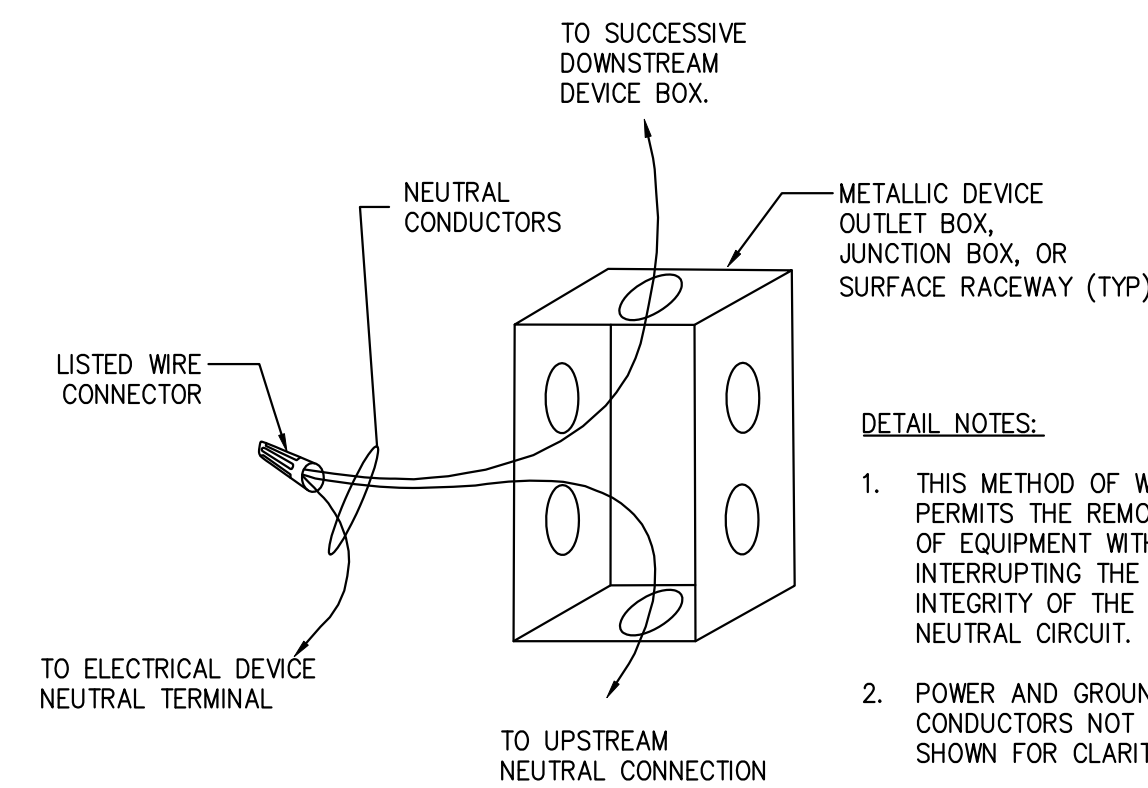 TO SUCCESSIVE
DOWNSTREAM
DEVICE BOX.
NEUTRAL
CONDUCTORS
METALLIC DEVICE
OUTLET BOX,
JUNCTION BOX, OR
SURFACE RACEWAY (TYP)
LISTED WIRE
CONNECTOR
TO ELECTRICAL DEVICE
NEUTRAL TERMINAL
TO UPSTREAM
NEUTRAL CONNECTION
DETAIL NOTES:
1. THIS METHOD OF
PERMITS THE
OF EQUIPMENT
INTERRUPTING THE
INTEGRITY OF THE
NEUTRAL CIRCUIT.
2. POWER AND
CONDUCTORS NOT
SHOWN FOR